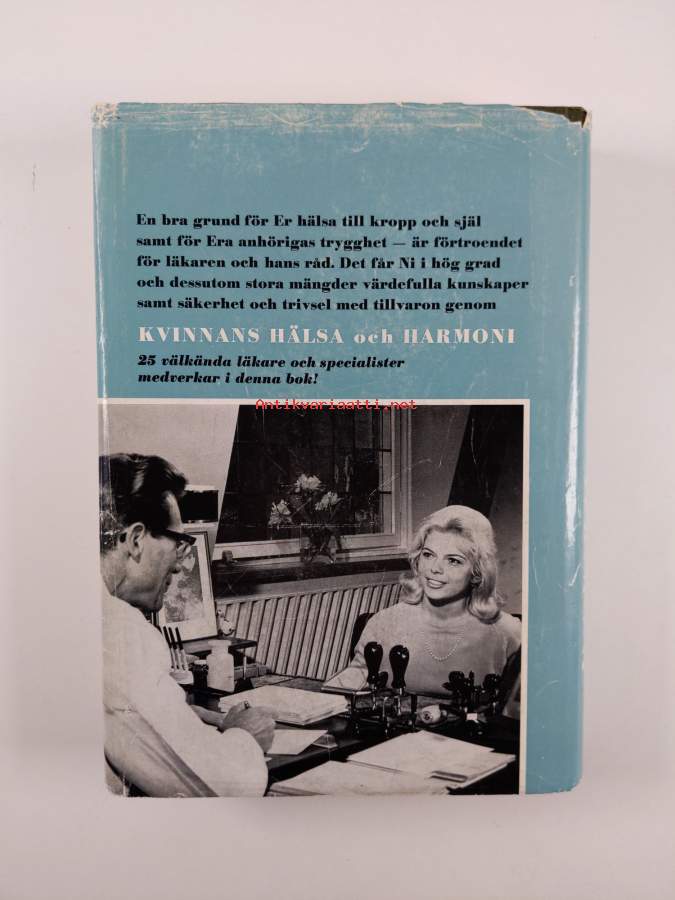 En bra grund för Er hälsa till kropp och själ
samt för Era anhörigas trygghet — är förtroendet
för läkaren och hans råd. Det får Ni i hög grad
och dessutom stora mängder värdefulla kunskaper
samt säkerhet och trivsel med tillvaron genom
KVINNANS HÄLSA och HARMONI
25 välkända läkare och specialister
medverkar i denna bok!
Antikvariaatti.net